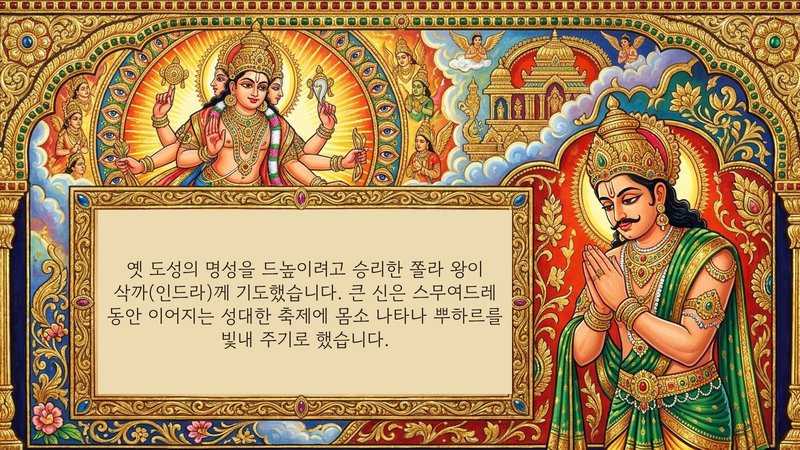 옛 도성의 명성을 드높이려고 승리한 쫄라 왕이
삭까(인드라)께 기도했습니다. 큰 신은 스무여드레
동안 이어지는 성대한 축제에 몸소 나타나 뿌하르를
빛내 주기로 했습니다.